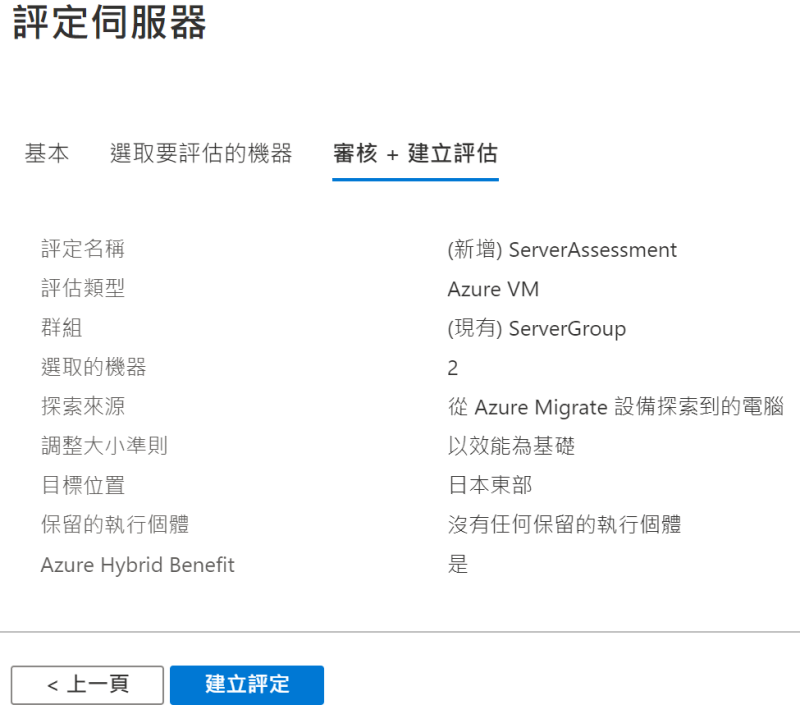 評定伺服器
基本 選取要評估的機器 審核 + 建立評估
評定名稱 (新增) ServerAssessment
評估類型 Azure VM
群組 (現有) ServerGroup
選取的機器 2
探索來源 從 Azure Migrate 設備探索到的電腦
調整大小準則 以效能為基礎
目標位置 日本東部
保留的執行個體 沒有任何保留的執行個體
Azure Hybrid Benefit 是
< 上一頁 建立評定